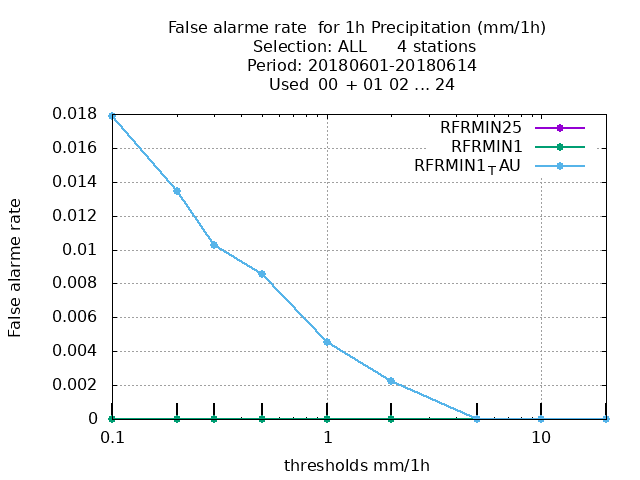 False alarme rate  for 1h Precipitation (mm/1h)
Selection: ALL      4 stations
Period: 20180601-20180614
Used  00  + 01 02 ... 24
RFRMIN25
RFRMIN1
RFRMIN1TAU
0.018
0.016
0.014
0.012
0.01
0.008
0.006
0.004
0.002
0
False alarme rate
0.1 1 10
thresholds mm/1h